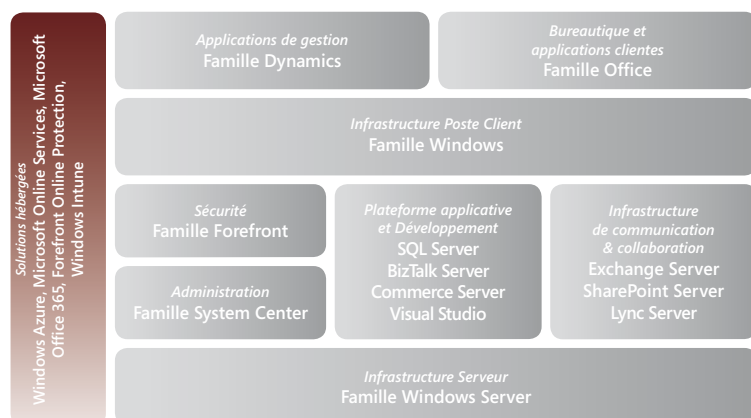 Solutions hébergées
Windows Azure, Microsoft Online Services, Microsoft
Office 365, Forefront Online Protection,
Windows Intune
Applications de gestion
Famille Dynamics
Bureautique et
applications clientes
Famille Office
Infrastructure Poste Client
Famille Windows
Sécurité
Famille Forefront
Administration
Famille System Center
Plateforme applicative
et Développement
SQL Server
BizTalk Server
Commerce Server
Visual Studio
Infrastructure
de communication
& collaboration
Exchange Server
SharePoint Server
Lync Server
Infrastructure Serveur
Famille Windows Server